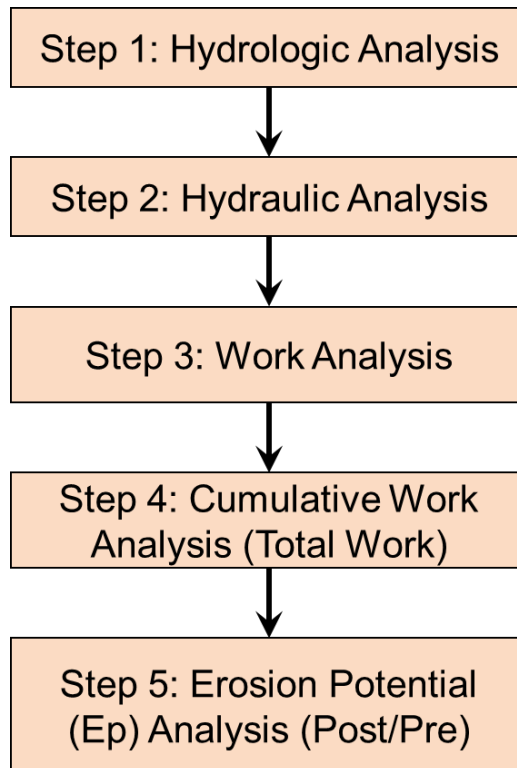 Step 1: Hydrologic Analysis
Step 2: Hydraulic Analysis
Step 3: Work Analysis
Step 4: Cumulative Work
Analysis (Total Work)
Step 5: Erosion Potential
(Ep) Analysis (Post/Pre)